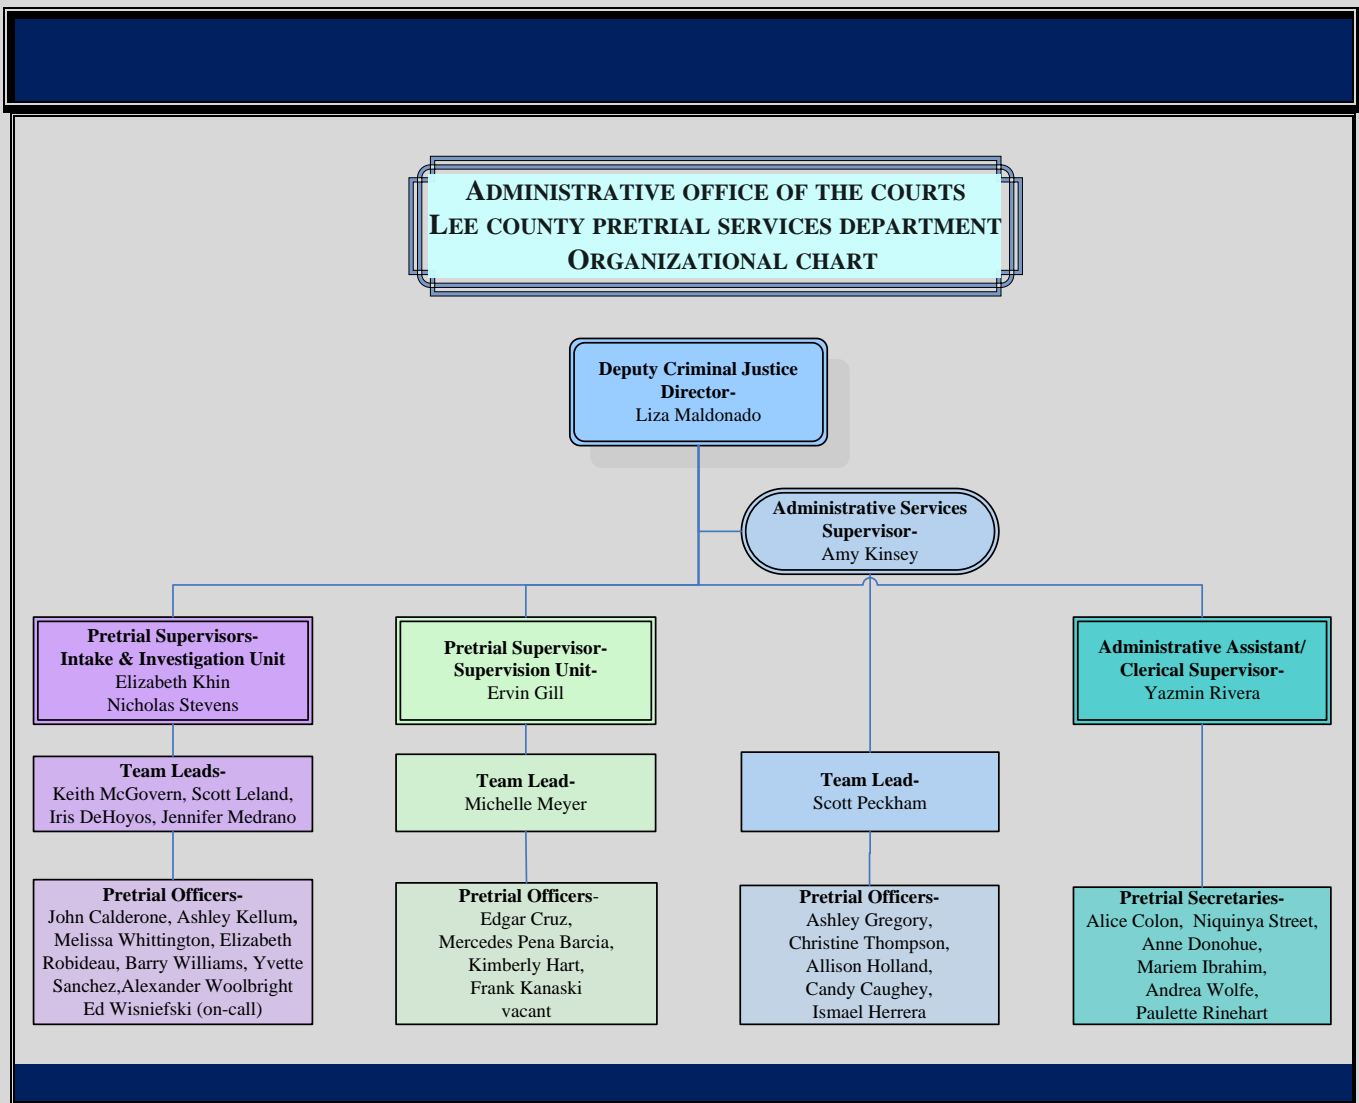 ADMINISTRATIVE OFFICE OF THE COURTS
LEE COUNTY PRETRIAL SERVICES DEPARTMENT
ORGANIZATIONAL CHART
Deputy Criminal Justice
Director-
Liza Maldonado
Administrative Services
Supervisor-
Amy Kinsey
Pretrial Supervisors-
Intake & Investigation Unit
Elizabeth Khin
Nicholas Stevens
Pretrial Supervisor-
Supervision Unit-
Ervin Gill
Administrative Assistant/
Clerical Supervisor-
Yazmin Rivera
Team Leads-
Keith McGovern, Scott Leland,
Iris DeHoyos, Jennifer Medrano
Team Lead-
Michelle Meyer
Team Lead-
Scott Peckham
Pretrial Officers-
John Calderone, Ashley Kellum,
Melissa Whittington, Elizabeth
Robideau, Barry Williams, Yvette
Sanchez,Alexander Woolbright
Ed Wisniefski (on-call)
Pretrial Officers-
Edgar Cruz,
Mercedes Pena Barcia,
Kimberly Hart,
Frank Kanaski
vacant
Pretrial Officers-
Ashley Gregory,
Christine Thompson,
Allison Holland,
Candy Caughey,
Ismael Herrera
Pretrial Secretaries-
Alice Colon,  Niquinya Street,
Anne Donohue,
Mariem Ibrahim,
Andrea Wolfe,
Paulette Rinehart